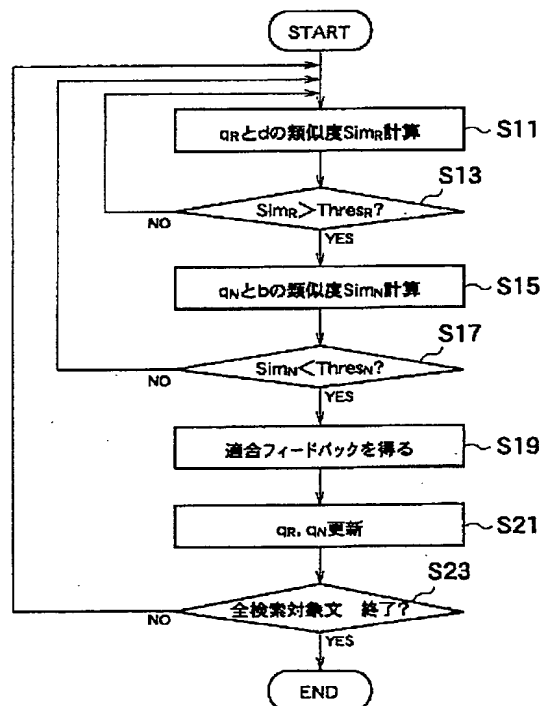 START
qRとdの類似度SimR計算
S11
S13
SimR>ThresR?
NO
YES
qNとbの類似度SimN計算
S15
S17
SimN<ThresN?
NO
YES
適合フィードバックを得る
S19
qR, qN更新
S21
S23
全検索対象文 終了?
NO
YES
END